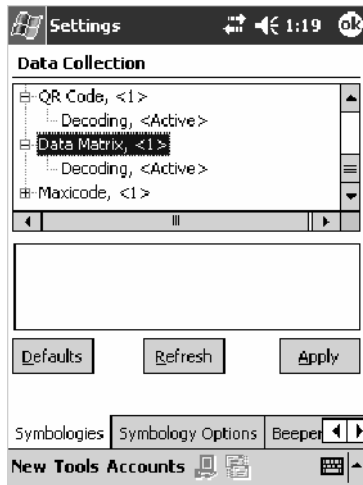 Settings 1:19 ok
Data Collection
QR Code, <1>
Decoding, <Active>
Data Matrix, <1>
Decoding, <Active>
Maxicode, <1>
Defaults Refresh Apply
Symbologies Symbology Options Beeper
New Tools Accounts